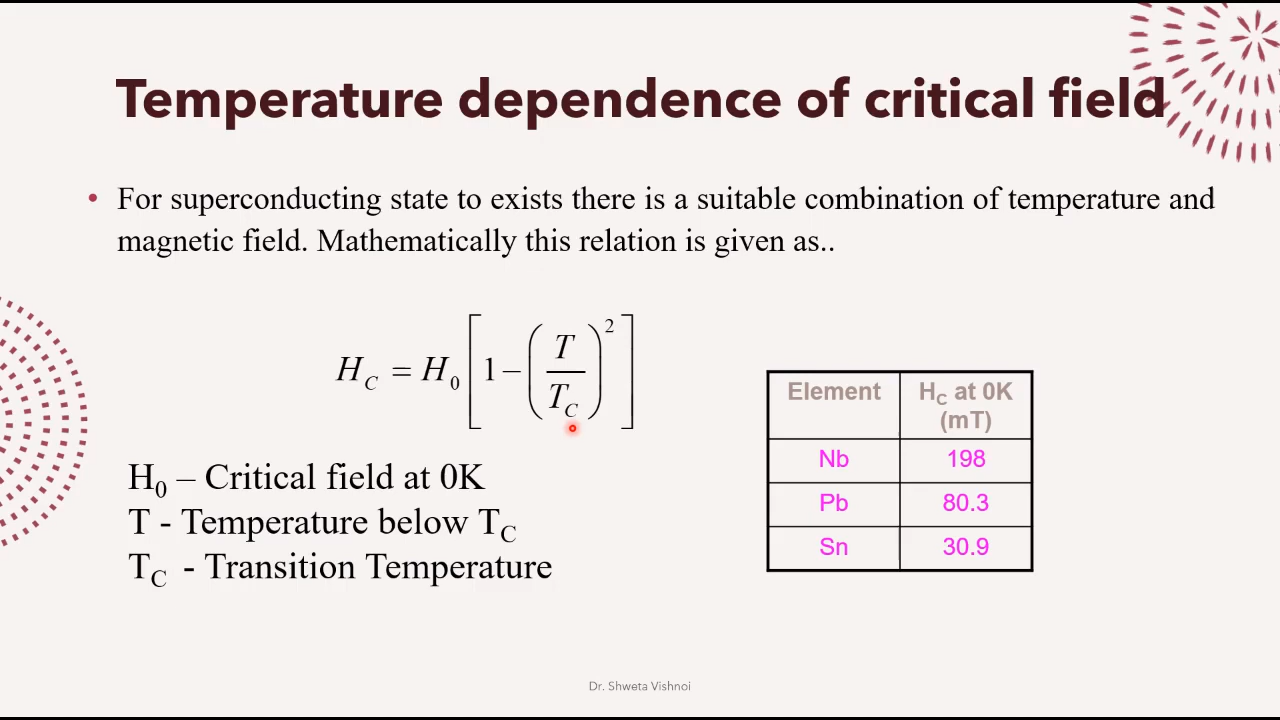 Temperature dependence of critical field
• For superconducting state to exists there is a suitable combination of temperature and
magnetic field. Mathematically this relation is given as..
H_C = H_0 [1 − (T / T_C)^2]
H_0 – Critical field at 0K
T - Temperature below T_C
T_C - Transition Temperature
Element | H_C at 0K (mT)
Nb | 198
Pb | 80.3
Sn | 30.9
Dr. Shweta Vishnoi